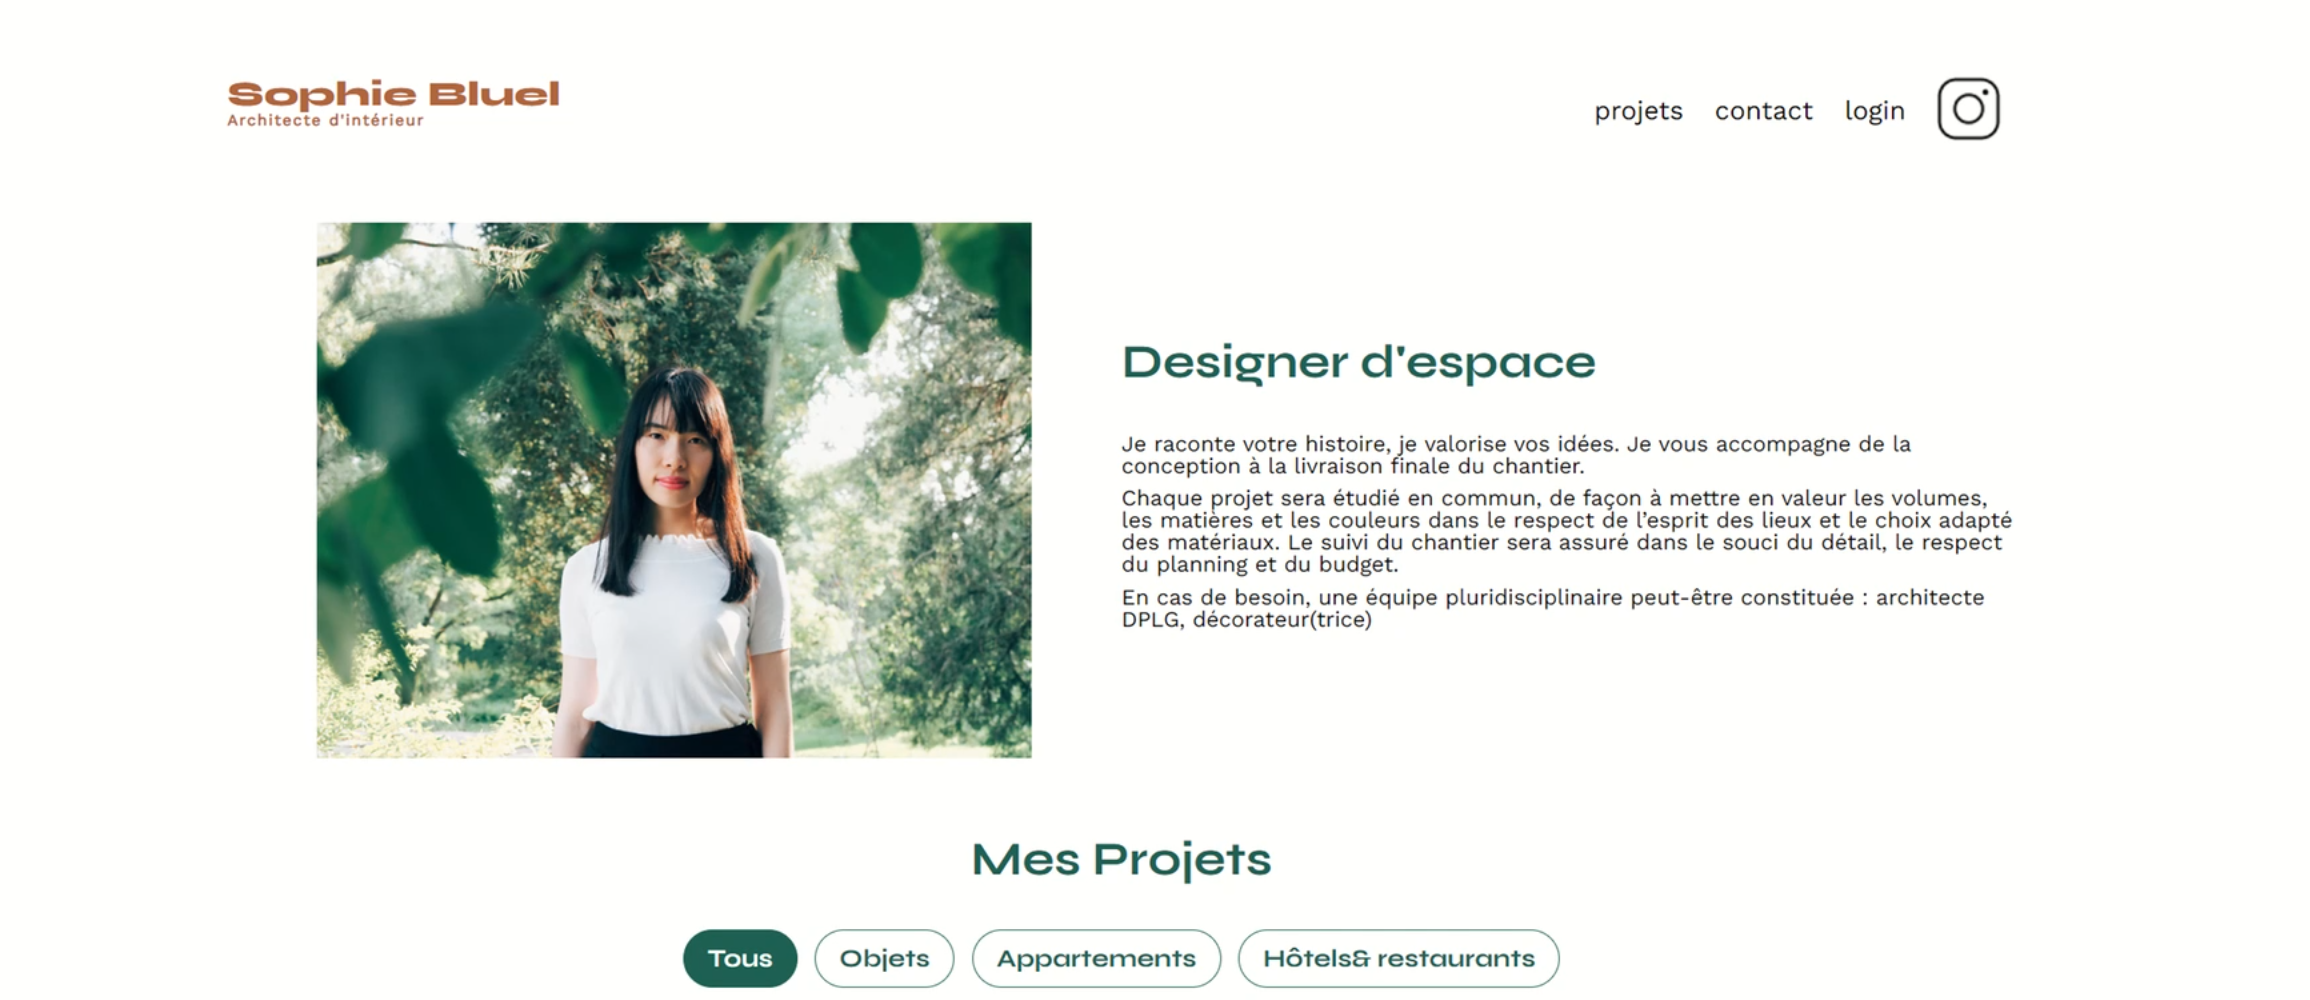 Sophie Bluel
Architecte d'intérieur
projets contact login
Designer d'espace
Je raconte votre histoire, je valorise vos idées. Je vous accompagne de la
conception à la livraison finale du chantier.
Chaque projet sera étudié en commun, de façon à mettre en valeur les volumes,
les matières et les couleurs dans le respect de l’esprit des lieux et le choix adapté
des matériaux. Le suivi du chantier sera assuré dans le souci du détail, le respect
du planning et du budget.
En cas de besoin, une équipe pluridisciplinaire peut-être constituée : architecte
DPLG, décorateur(trice)
Mes Projets
Tous Objets Appartements Hôtels& restaurants